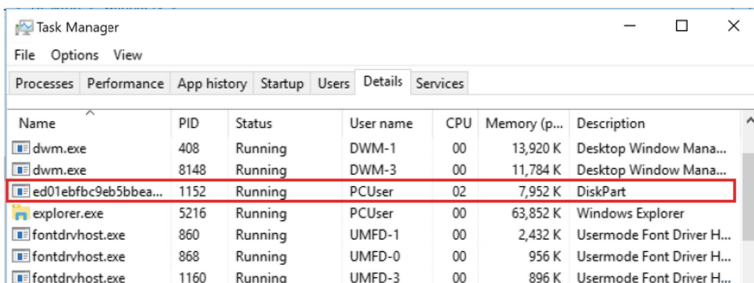 Task Manager
File Options View
Processes Performance App history Startup Users Details Services
Name PID Status User name CPU Memory (p... Description
dwm.exe 408 Running DWM-1 00 13,920 K Desktop Window Mana...
dwm.exe 8148 Running DWM-3 00 11,784 K Desktop Window Mana...
ed01ebfbc9eb5bbea... 1152 Running PCUser 02 7,952 K DiskPart
explorer.exe 5216 Running PCUser 00 63,852 K Windows Explorer
fontdrvhost.exe 860 Running UMFD-1 00 2,432 K Usermode Font Driver H...
fontdrvhost.exe 868 Running UMFD-0 00 956 K Usermode Font Driver H...
fontdrvhost.exe 1160 Running UMFD-3 00 896 K Usermode Font Driver H...